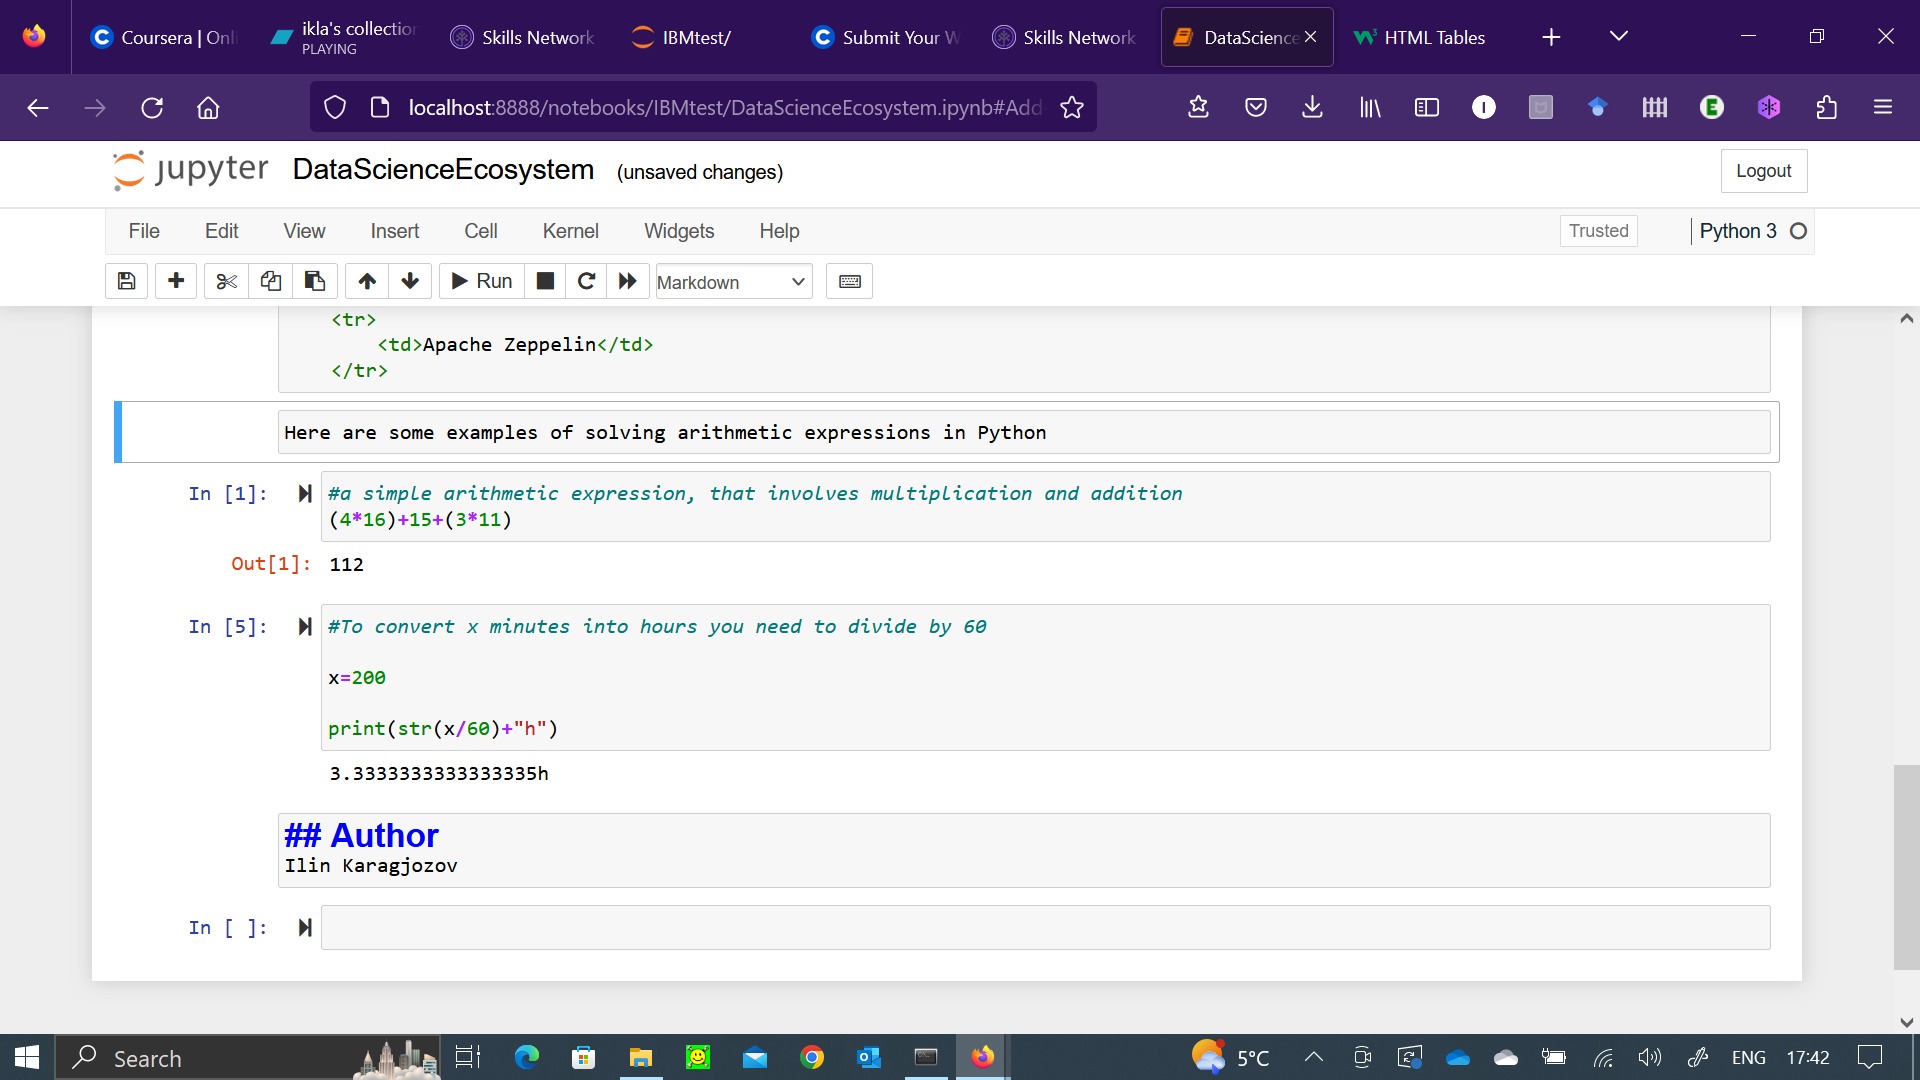 Coursera | Onli
ikla's collection
PLAYING
Skills Network
IBMtest/
Submit Your W
Skills Network
DataScience
HTML Tables
localhost:8888/notebooks/IBMtest/DataScienceEcosystem.ipynb#Add
jupyter DataScienceEcosystem (unsaved changes)
Logout
File Edit View Insert Cell Kernel Widgets Help
Trusted
Python 3
Run
Markdown
<tr>
<td>Apache Zeppelin</td>
</tr>
Here are some examples of solving arithmetic expressions in Python
In [1]: #a simple arithmetic expression, that involves multiplication and addition
(4*16)+15+(3*11)
Out[1]: 112
In [5]: #To convert x minutes into hours you need to divide by 60
x=200
print(str(x/60)+"h")
3.3333333333333335h
## Author
Ilin Karagjozov
In [ ]:
Search
5°C
ENG
17:42